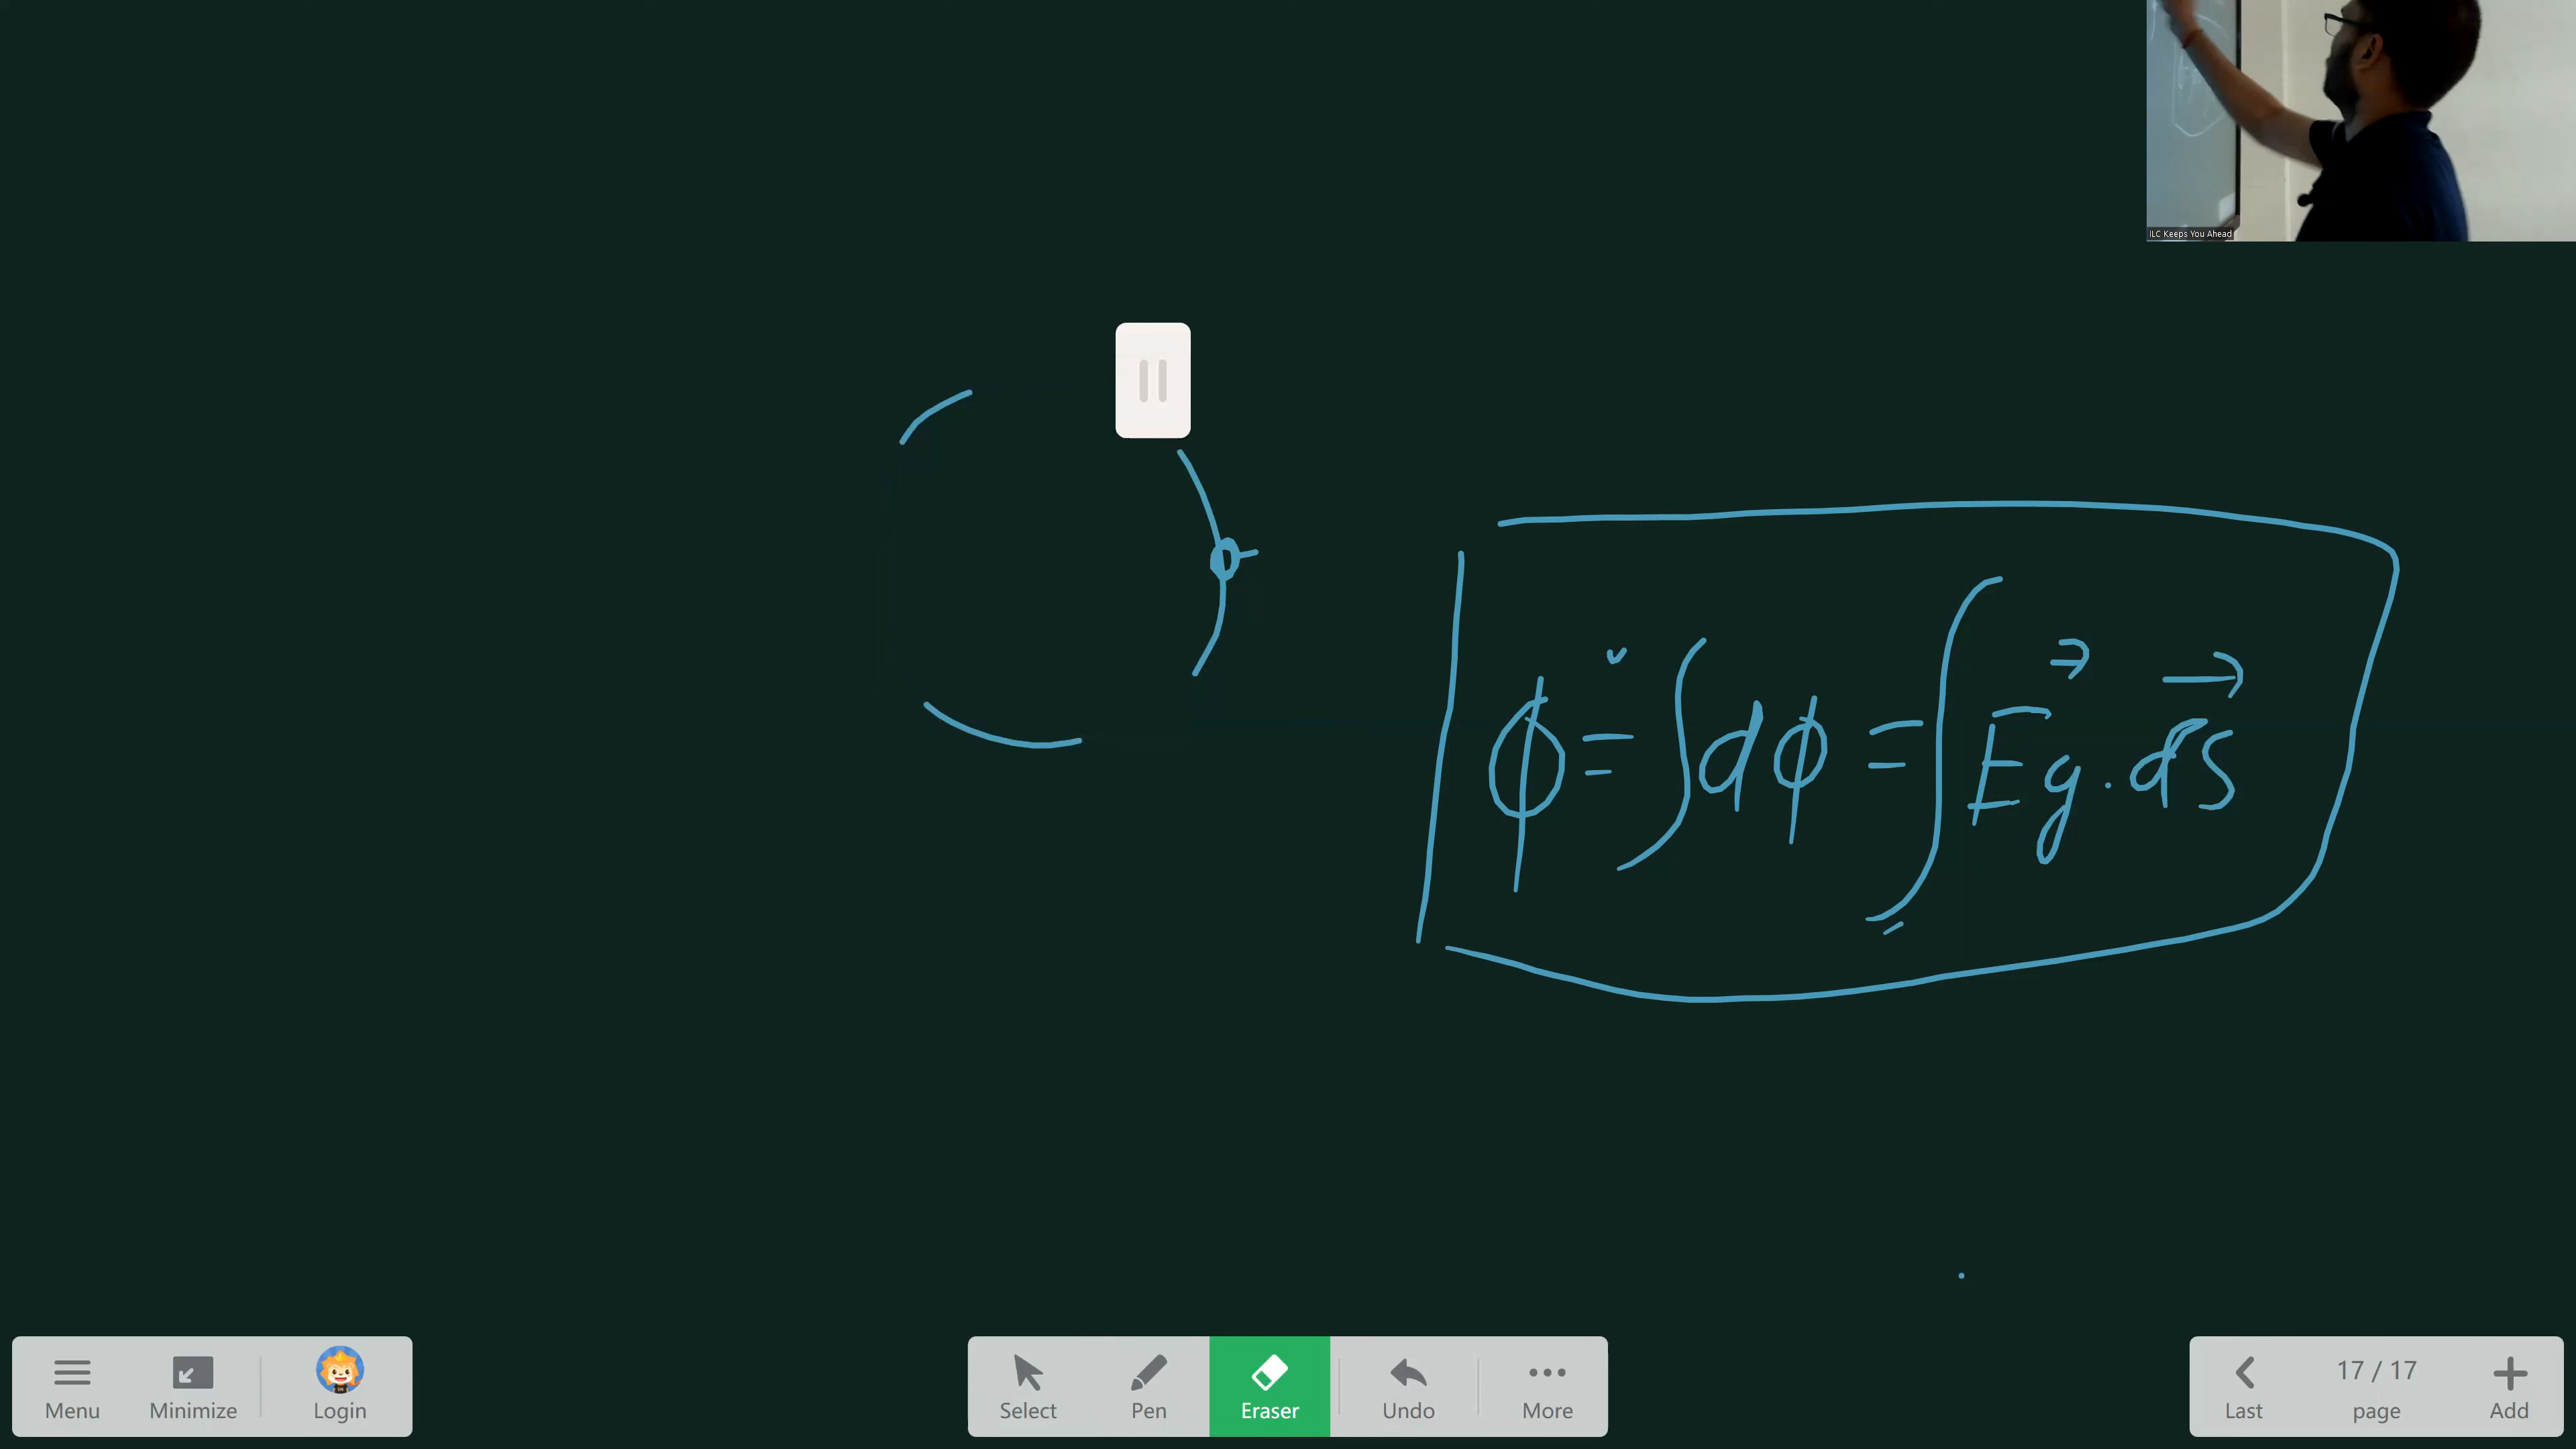 ILC Keeps You Ahead
ϕ = ∫dϕ = ∫E⃗g · dS⃗
Menu Minimize Login
Select Pen Eraser Undo More
17 / 17
Last page Add